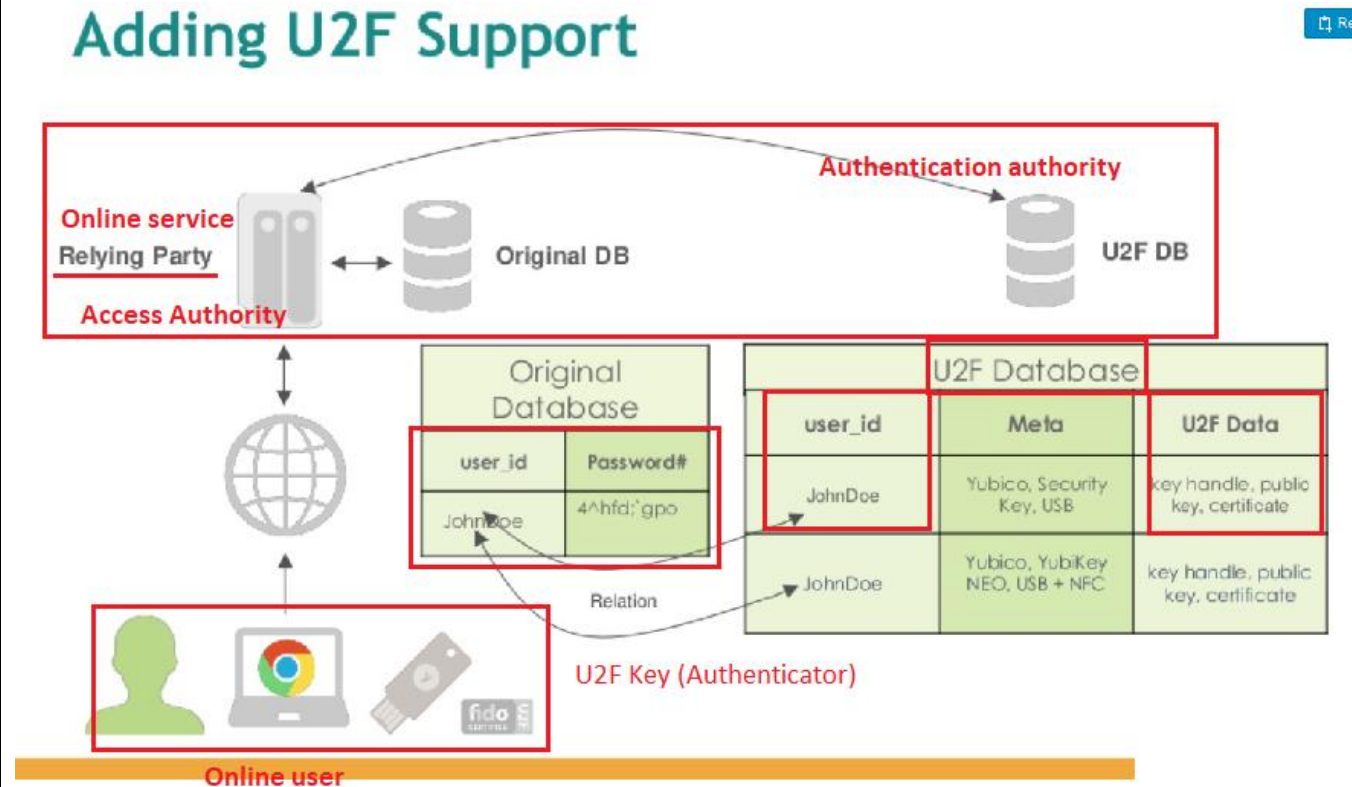 Adding U2F Support
Re
Authentication authority
Online service
Relying Party
Original DB
U2F DB
Access Authority
Original
Database
user_id
Password#
JohnDoe
4^hfd;`gpo
U2F Database
user_id
Meta
U2F Data
JohnDoe
Yubico, Security
Key, USB
key handle, public
key, certificate
JohnDoe
Yubico, YubiKey
NEO, USB + NFC
key handle, public
key, certificate
Relation
U2F Key (Authenticator)
fido
U2F
Online user